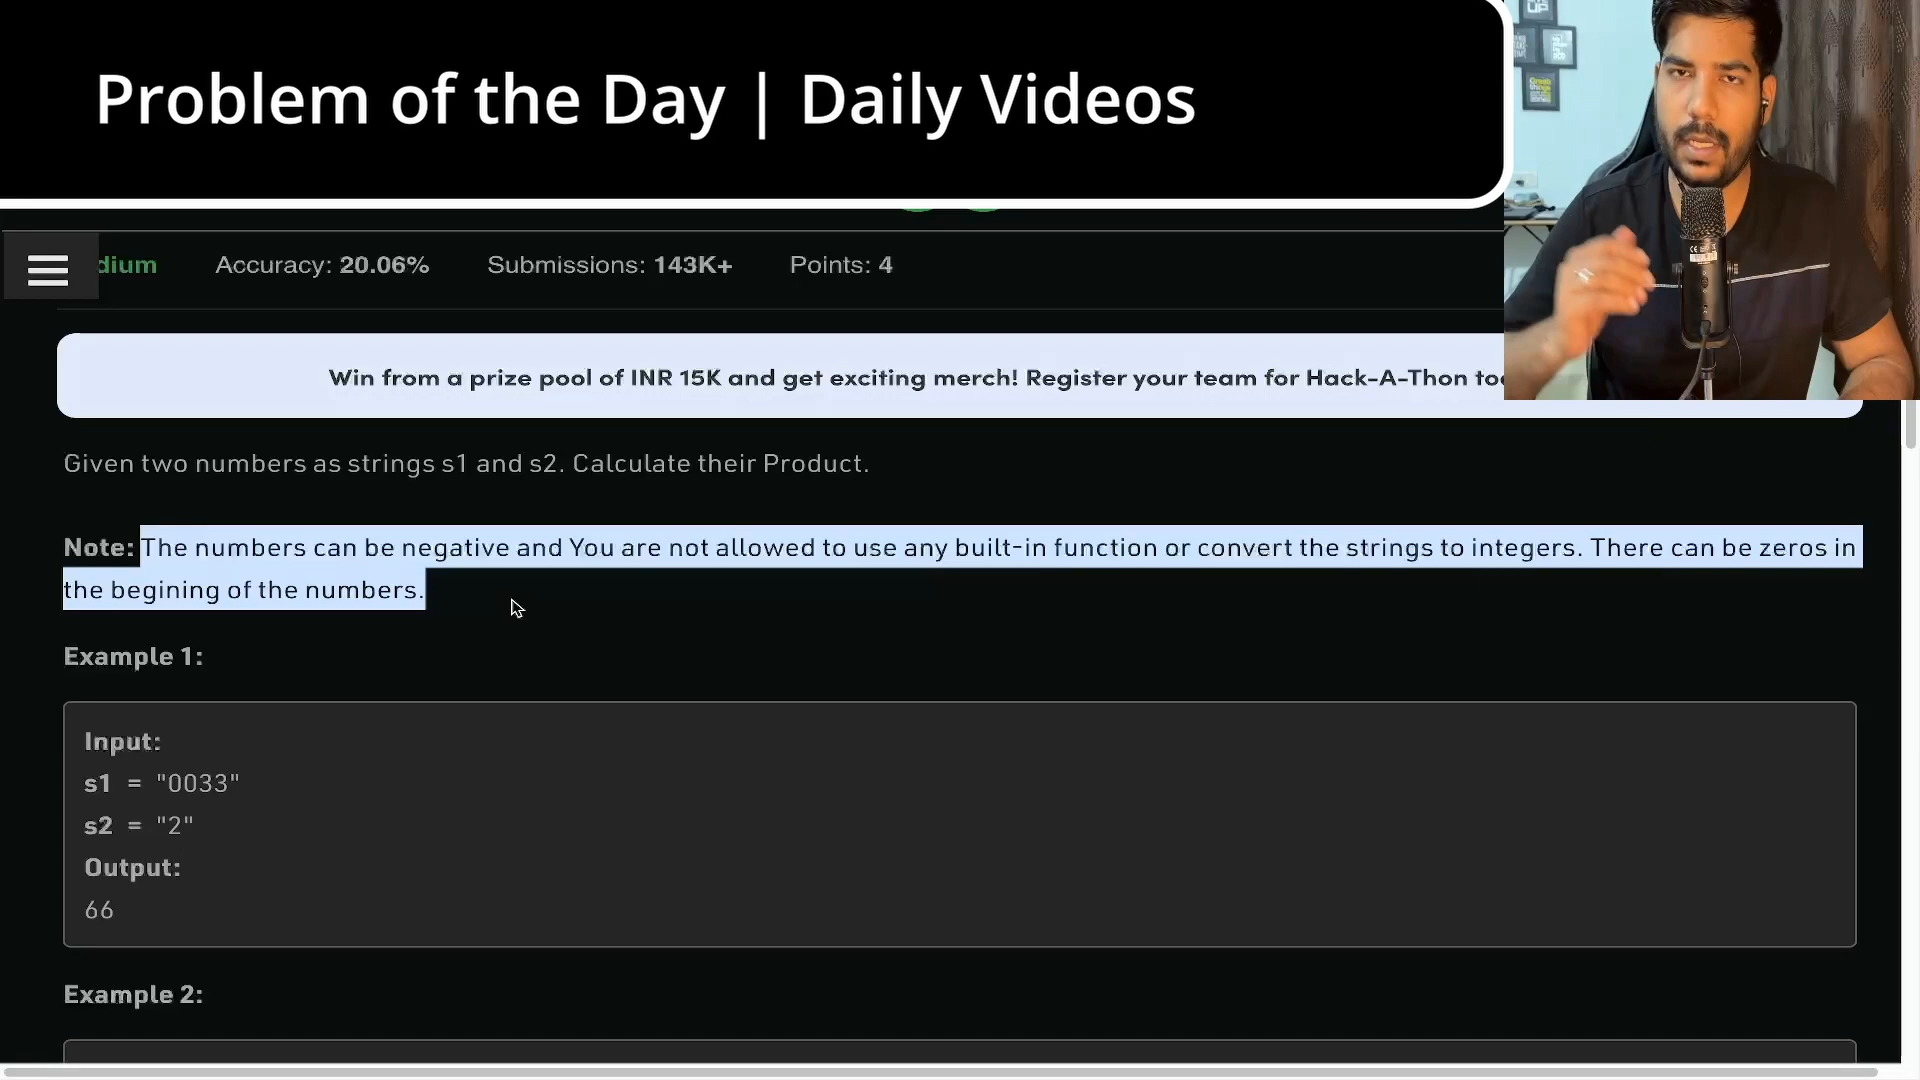 Problem of the Day | Daily Videos
dium Accuracy: 20.06% Submissions: 143K+ Points: 4
Win from a prize pool of INR 15K and get exciting merch! Register your team for Hack-A-Thon
Given two numbers as strings s1 and s2. Calculate their Product.
Note: The numbers can be negative and You are not allowed to use any built-in function or convert the strings to integers. There can be zeros in
the begining of the numbers.
Example 1:
Input:
s1 = "0033"
s2 = "2"
Output:
66
Example 2: